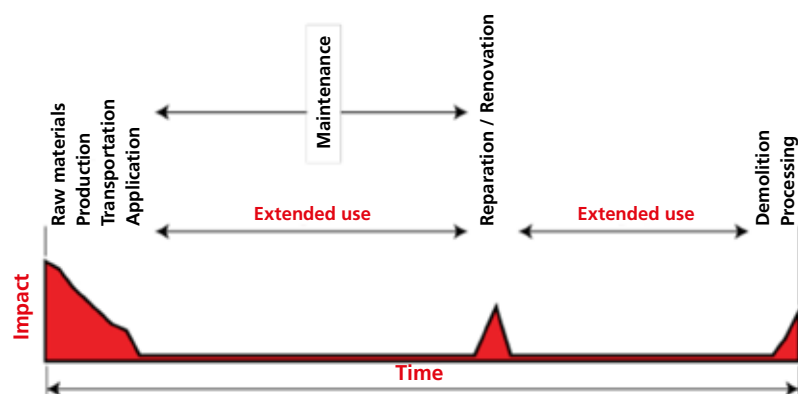 Raw materials
Production
Transportation
Application
Maintenance
Reparation / Renovation
Demolition
Processing
Extended use
Extended use
Impact
Time